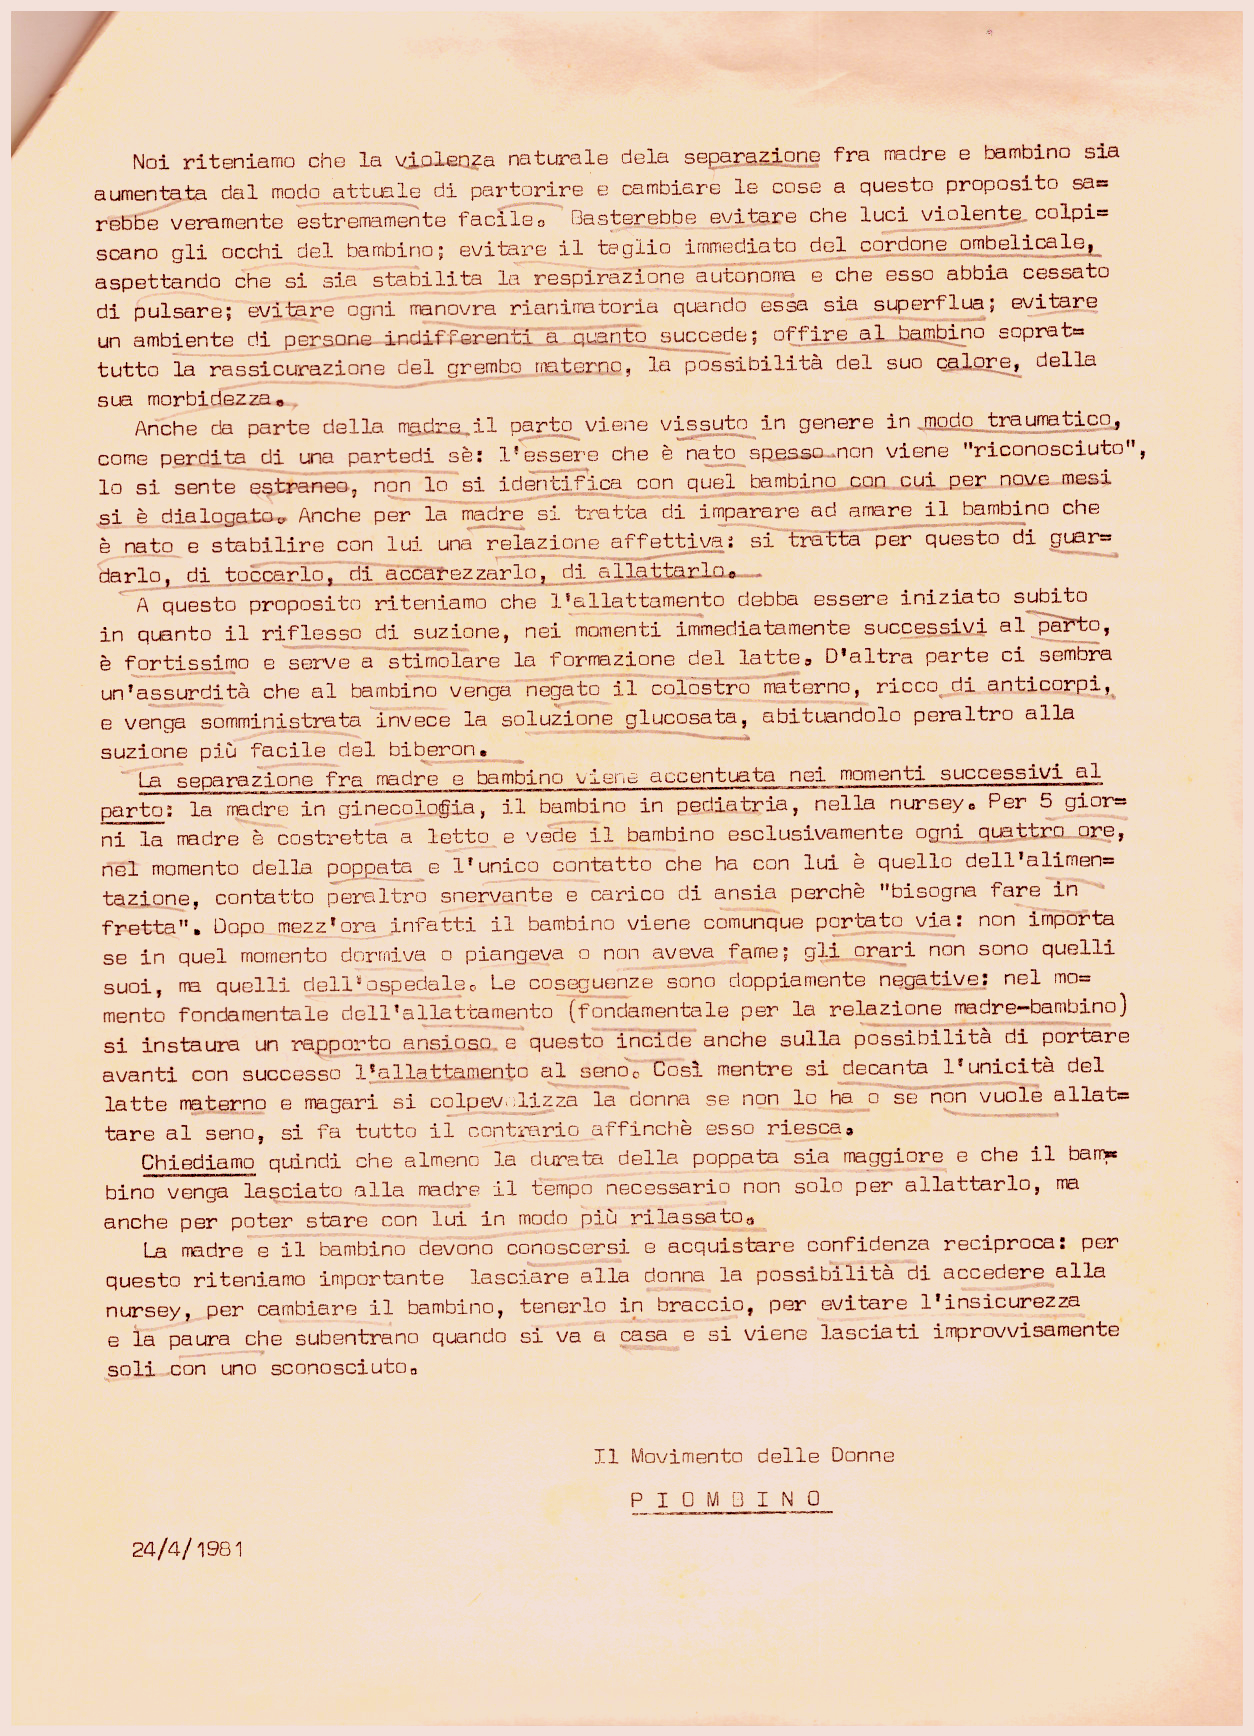 Noi riteniamo che la violenza naturale dela separazione fra madre e bambino sia
aumentata dal modo attuale di partorire e cambiare le cose a questo proposito sa=
rebbe veramente estremamente facile. Basterebbe evitare che luci violente colpi=
scano gli occhi del bambino; evitare il teglio immediato del cordone ombelicale,
aspettando che si sia stabilita la respirazione autonoma e che esso abbia cessato
di pulsare; evitare ogni manovra rianimatoria quando essa sia superflua; evitare
un ambiente di persone indifferenti a quanto succede; offire al bambino soprat=
tutto la rassicurazione del grembo materno, la possibilità del suo calore, della
sua morbidezza.
Anche da parte della madre il parto viene vissuto in genere in modo traumatico,
come perdita di una partedi sè: l'essere che è nato spesso non viene "riconosciuto",
lo si sente estraneo, non lo si identifica con quel bambino con cui per nove mesi
si è dialogato. Anche per la madre si tratta di imparare ad amare il bambino che
è nato e stabilire con lui una relazione affettiva: si tratta per questo di guar=
darlo, di toccarlo, di accarezzarlo, di allattarlo.
A questo proposito riteniamo che l'allattamento debba essere iniziato subito
in quanto il riflesso di suzione, nei momenti immediatamente successivi al parto,
è fortissimo e serve a stimolare la formazione del latte. D'altra parte ci sembra
un'assurdità che al bambino venga negato il colostro materno, ricco di anticorpi,
e venga somministrata invece la soluzione glucosata, abituandolo peraltro alla
suzione più facile del biberon.
La separazione fra madre e bambino viene accentuata nei momenti successivi al
parto: la madre in ginecologia, il bambino in pediatria, nella nursey. Per 5 gior=
ni la madre è costretta a letto e vede il bambino esclusivamente ogni quattro ore,
nel momento della poppata e l'unico contatto che ha con lui è quello dell'alimen=
tazione, contatto peraltro snervante e carico di ansia perchè "bisogna fare in
fretta". Dopo mezz'ora infatti il bambino viene comunque portato via: non importa
se in quel momento dormiva o piangeva o non aveva fame; gli orari non sono quelli
suoi, ma quelli dell'ospedale. Le coseguenze sono doppiamente negative: nel mo=
mento fondamentale dell'allattamento (fondamentale per la relazione madre-bambino)
si instaura un rapporto ansioso e questo incide anche sulla possibilità di portare
avanti con successo l'allattamento al seno. Così mentre si decanta l'unicità del
latte materno e magari si colpevolizza la donna se non lo ha o se non vuole allat=
tare al seno, si fa tutto il contrario affinchè esso riesca.
Chiediamo quindi che almeno la durata della poppata sia maggiore e che il bam=
bino venga lasciato alla madre il tempo necessario non solo per allattarlo, ma
anche per poter stare con lui in modo più rilassato.
La madre e il bambino devono conoscersi e acquistare confidenza reciproca: per
questo riteniamo importante lasciare alla donna la possibilità di accedere alla
nursey, per cambiare il bambino, tenerlo in braccio, per evitare l'insicurezza
e la paura che subentrano quando si va a casa e si viene lasciati improvvisamente
soli con uno sconosciuto.
Il Movimento delle Donne
P I O M B I N O
24/4/1981